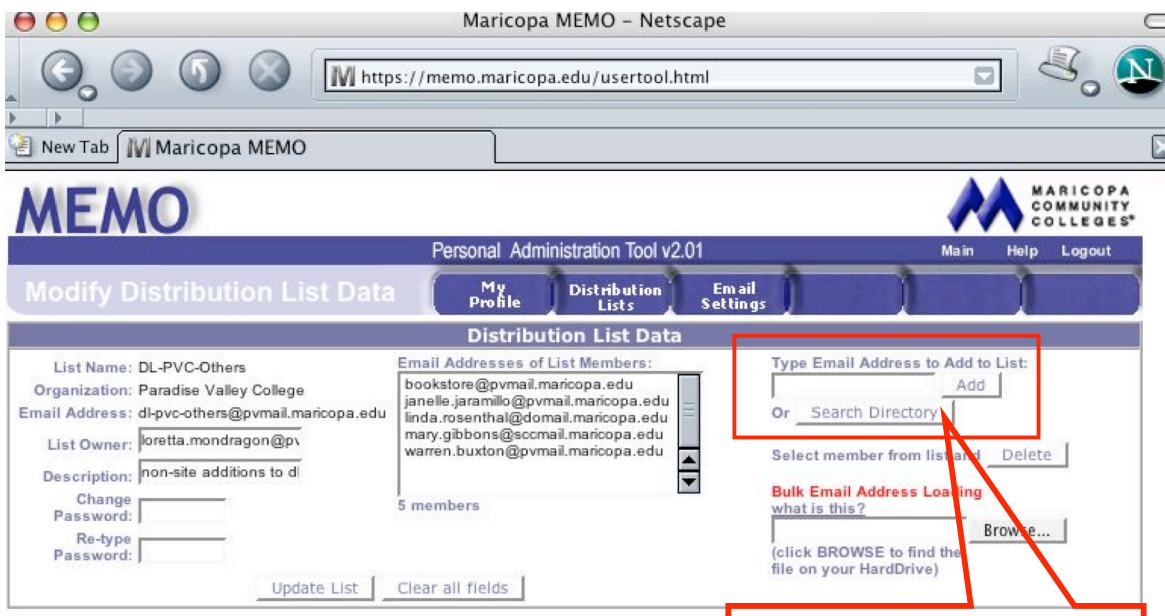 Maricopa MEMO – Netscape
https://memo.maricopa.edu/usertool.html
New Tab
Maricopa MEMO
MEMO
MARICOPA
COMMUNITY
COLLEGES
Personal Administration Tool v2.01
Main Help Logout
Modify Distribution List Data
My Profile
Distribution Lists
Email Settings
Distribution List Data
List Name: DL-PVC-Others
Organization: Paradise Valley College
Email Address: dl-pvc-others@pvmail.maricopa.edu
List Owner: loretta.mondragon@pv
Description: non-site additions to dl
Change
Password:
Re-type
Password:
Email Addresses of List Members:
bookstore@pvmail.maricopa.edu
janelle.jaramillo@pvmail.maricopa.edu
linda.rosenthal@domail.maricopa.edu
mary.gibbons@sccmail.maricopa.edu
warren.buxton@pvmail.maricopa.edu
5 members
Type Email Address to Add to List:
Add
Or Search Directory
Select member from list and Delete
Bulk Email Address Loading
what is this?
Browse...
(click BROWSE to find the
file on your HardDrive)
Update List
Clear all fields